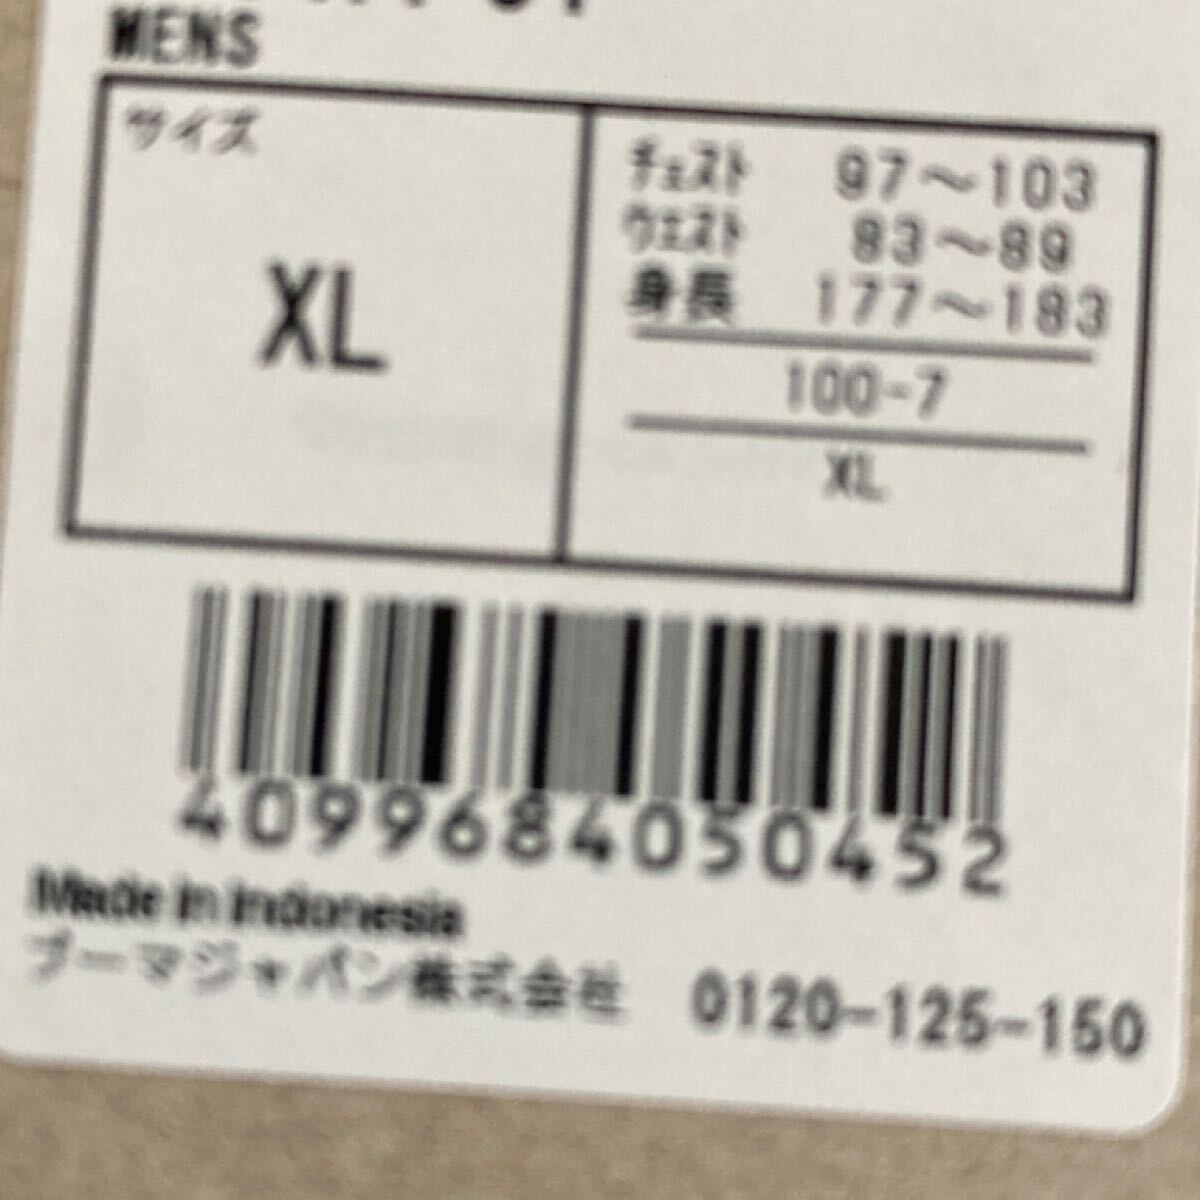 MENS
サイズ
XL
チェスト 97～103
ウエスト 83～89
身長 177～183
100-7
XL
4099684050452
Made in Indonesia
プーマジャパン株式会社 0120-125-150